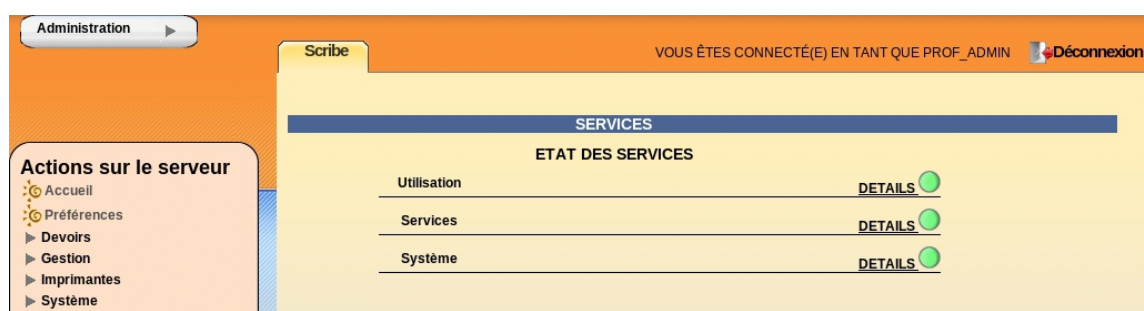 Administration
Scribe
VOUS ÊTES CONNECTÉ(E) EN TANT QUE PROF_ADMIN
Déconnexion
SERVICES
ETAT DES SERVICES
Utilisation DETAILS
Services DETAILS
Système DETAILS
Actions sur le serveur
Accueil
Préférences
Devoirs
Gestion
Imprimantes
Système